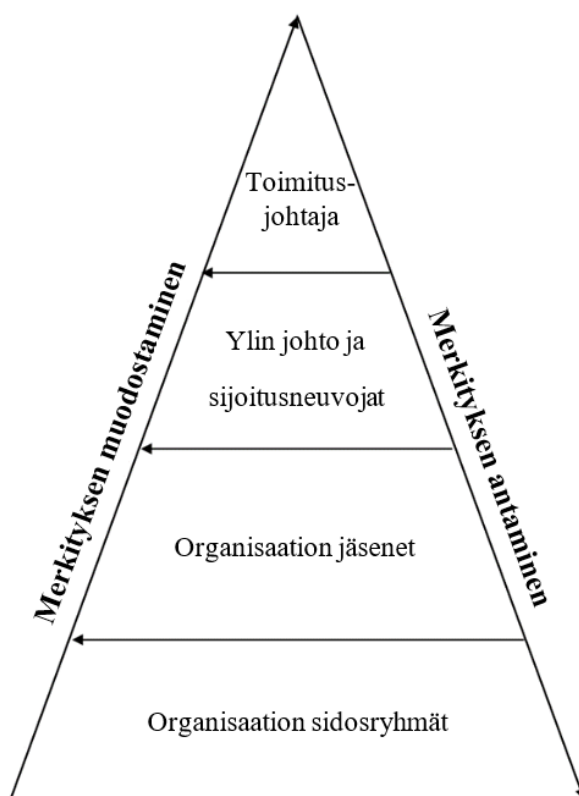 Toimitus-
johtaja
Merkityksen muodostaminen
Merkityksen antaminen
Ylin johto ja
sijoitusneuvojat
Organisaation jäsenet
Organisaation sidosryhmät